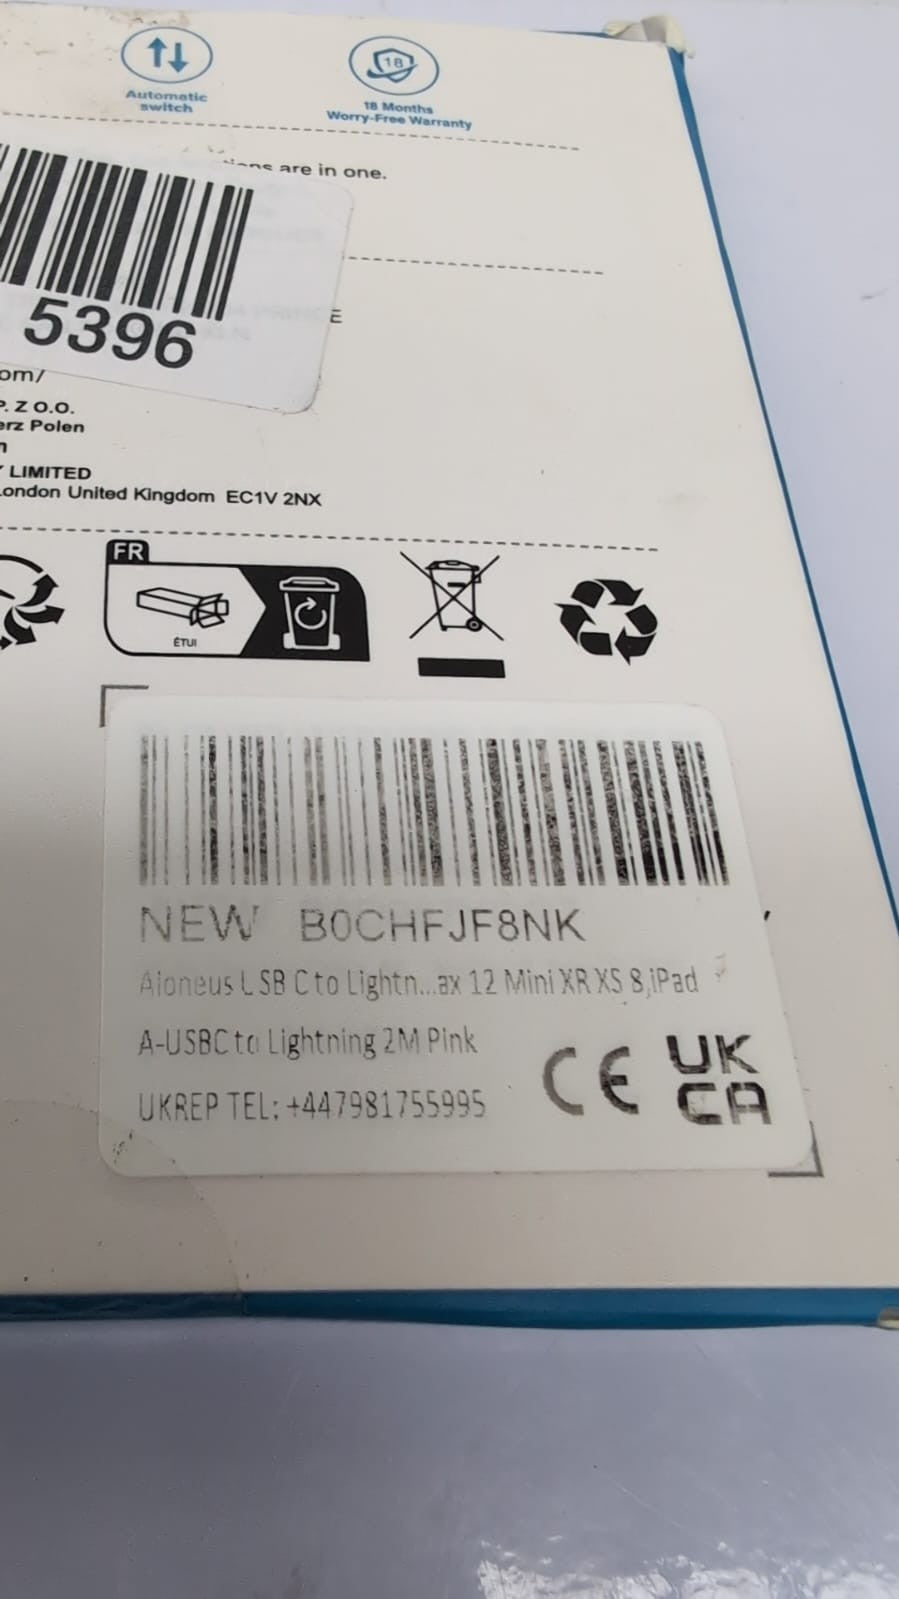 Automatic
switch
18
18 Months
Worry-Free Warranty
are in one.
5396
E
om/
P. Z O.O.
erz Polen
n
LIMITED
London United Kingdom EC1V 2NX
FR
ÉTUI
NEW B0CHFJF8NK
Aioneus USB C to Lightn...ax 12 Mini XR XS 8,iPad
A-USBC to Lightning 2M Pink
UKREP TEL: +447981755995
CE
UK
CA